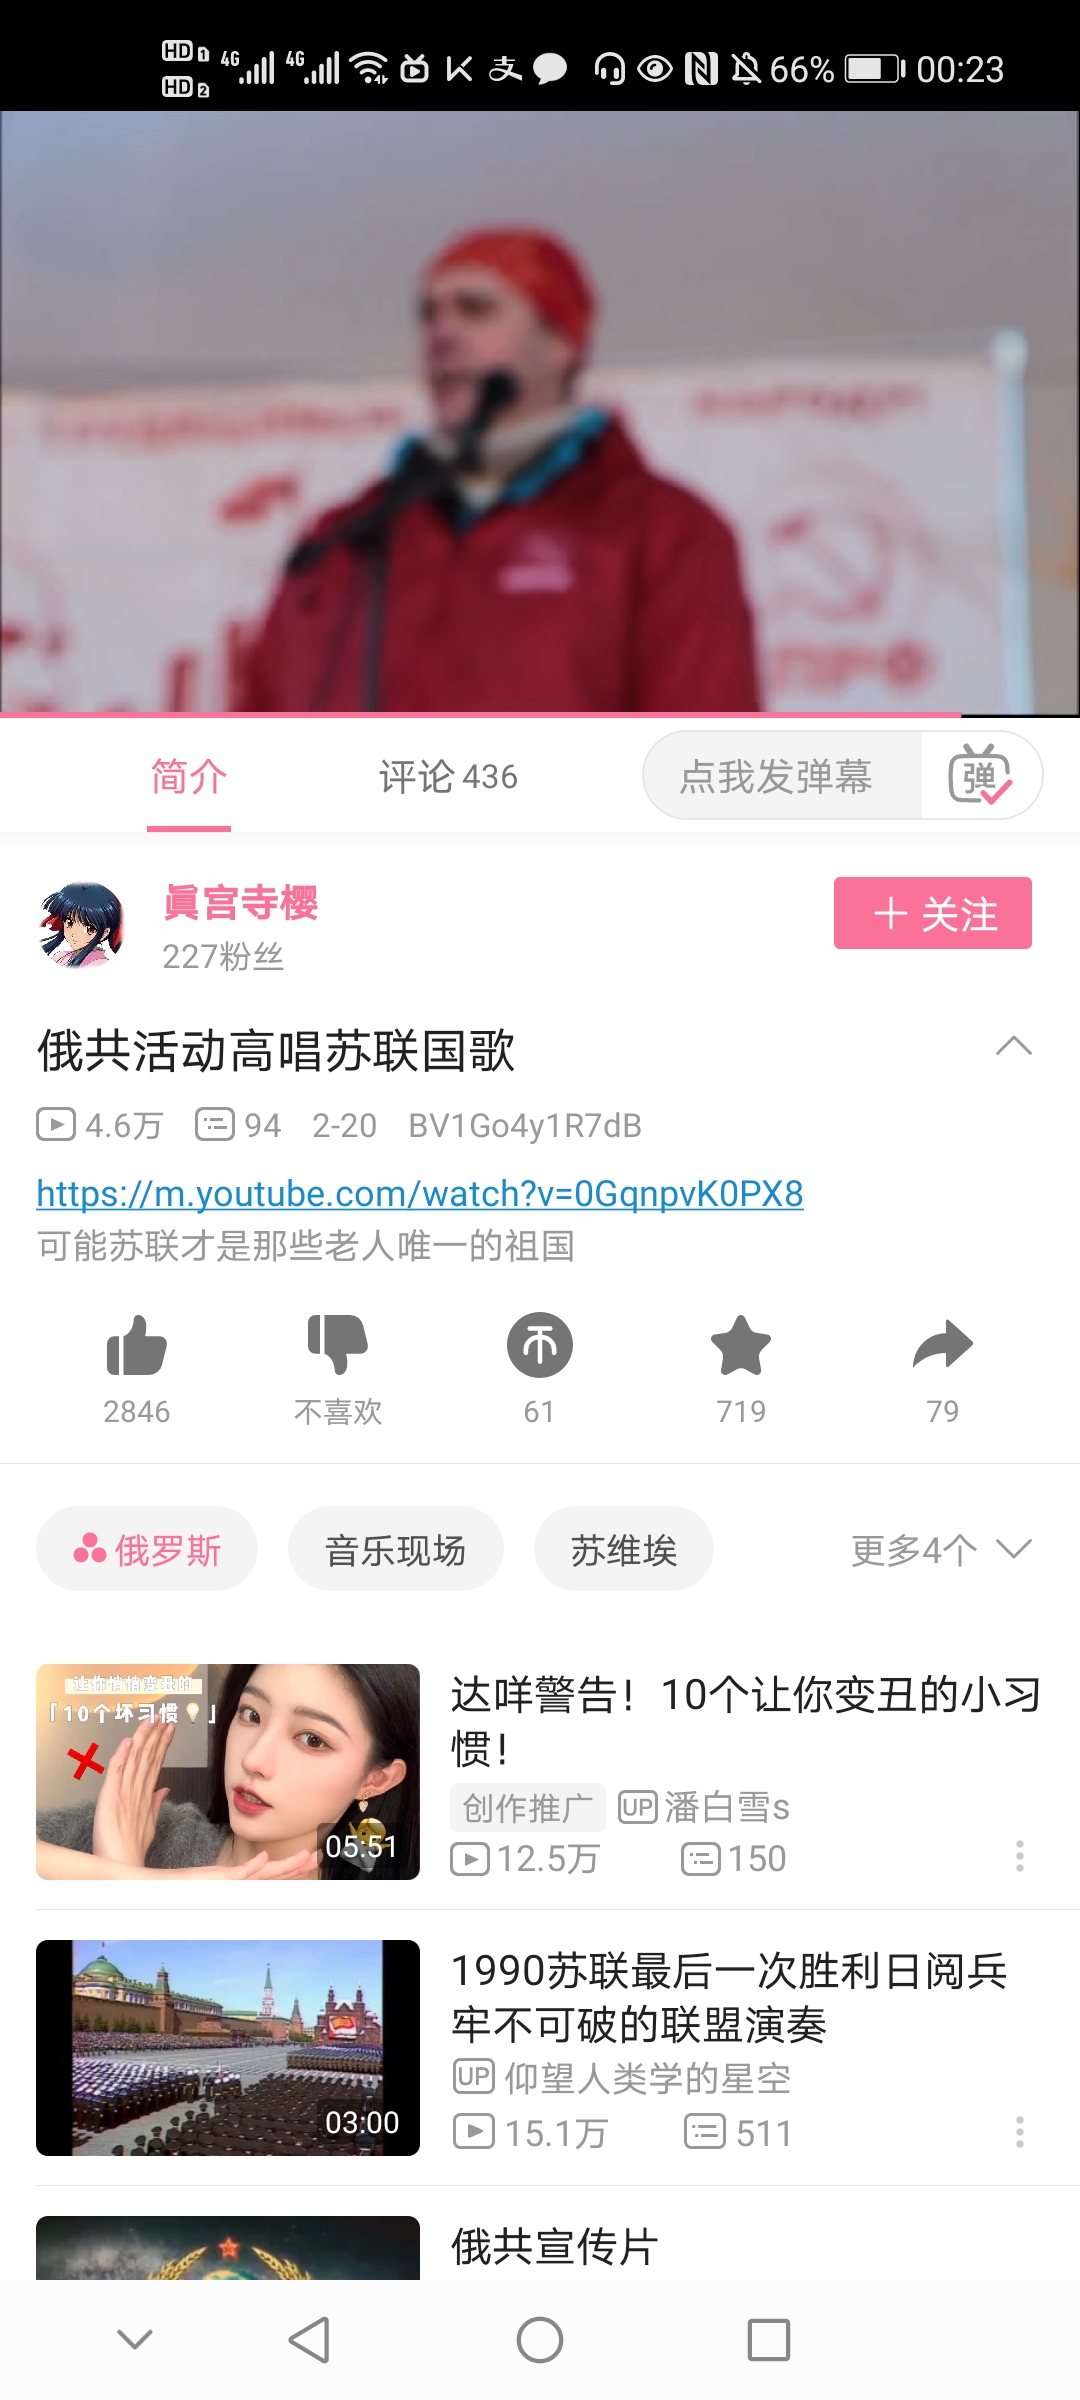 HD 1 4G 4G 支 66% 00:23
HD 2
КПРФ
简介 评论 436 点我发弹幕 弹
眞宫寺樱
227粉丝
+ 关注
俄共活动高唱苏联国歌
4.6万 94 2-20 BV1Go4y1R7dB
https://m.youtube.com/watch?v=0GqnpvK0PX8
可能苏联才是那些老人唯一的祖国
2846 不喜欢 61 719 79
俄罗斯 音乐现场 苏维埃 更多4个
让你悄悄变丑的
「10个坏习惯」
05:51
达咩警告！10个让你变丑的小习
惯！
创作推广 UP 潘白雪s
12.5万 150
03:00
1990苏联最后一次胜利日阅兵
牢不可破的联盟演奏
UP 仰望人类学的星空
15.1万 511
俄共宣传片